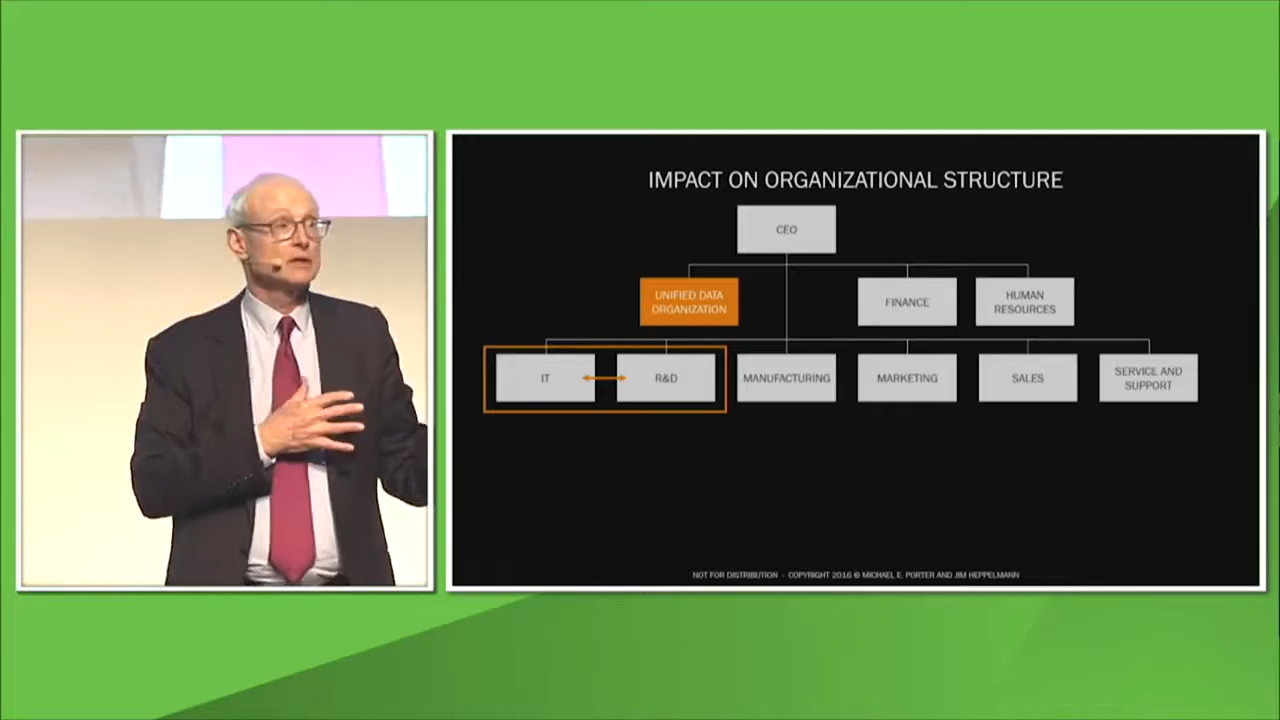 IMPACT ON ORGANIZATIONAL STRUCTURE
CEO
UNIFIED DATA
ORGANIZATION
FINANCE
HUMAN
RESOURCES
IT
R&D
MANUFACTURING
MARKETING
SALES
SERVICE AND
SUPPORT
NOT FOR DISTRIBUTION - COPYRIGHT 2016 © MICHAEL E. PORTER AND JIM HEPPELMANN